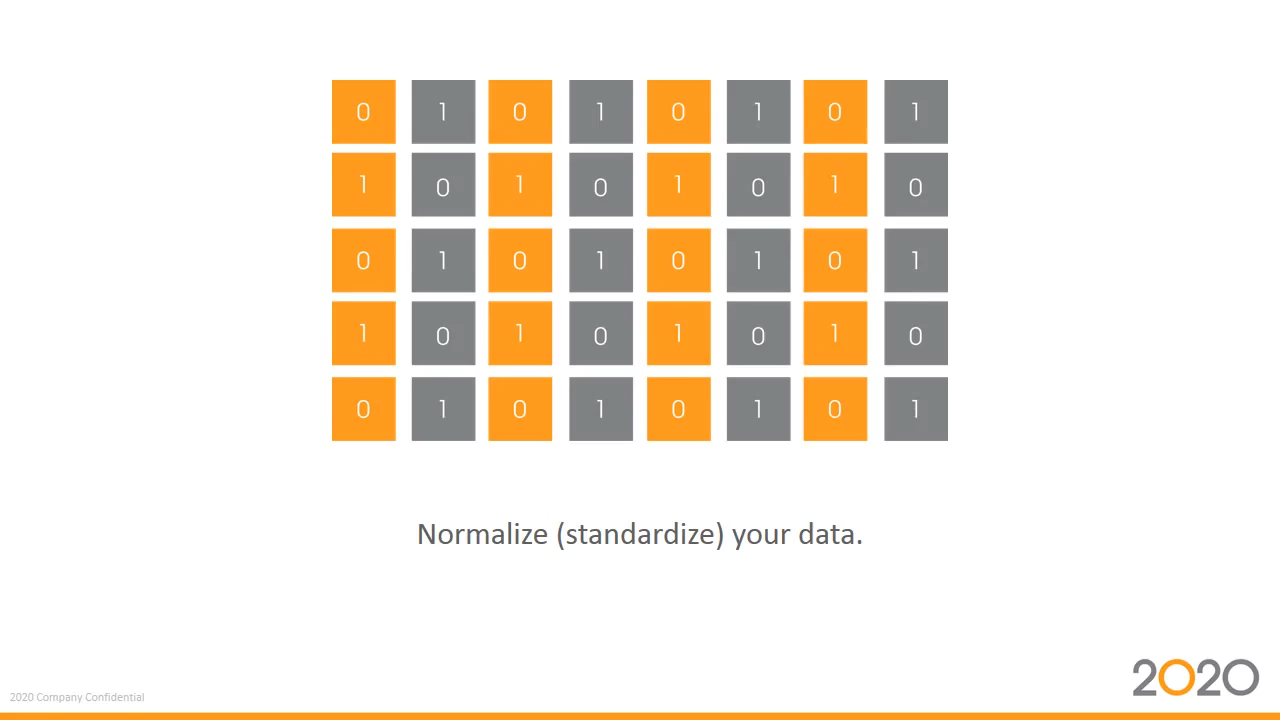 0 1 0 1 0 1 0 1
1 0 1 0 1 0 1 0
0 1 0 1 0 1 0 1
1 0 1 0 1 0 1 0
0 1 0 1 0 1 0 1
Normalize (standardize) your data.
2020 Company Confidential
2020